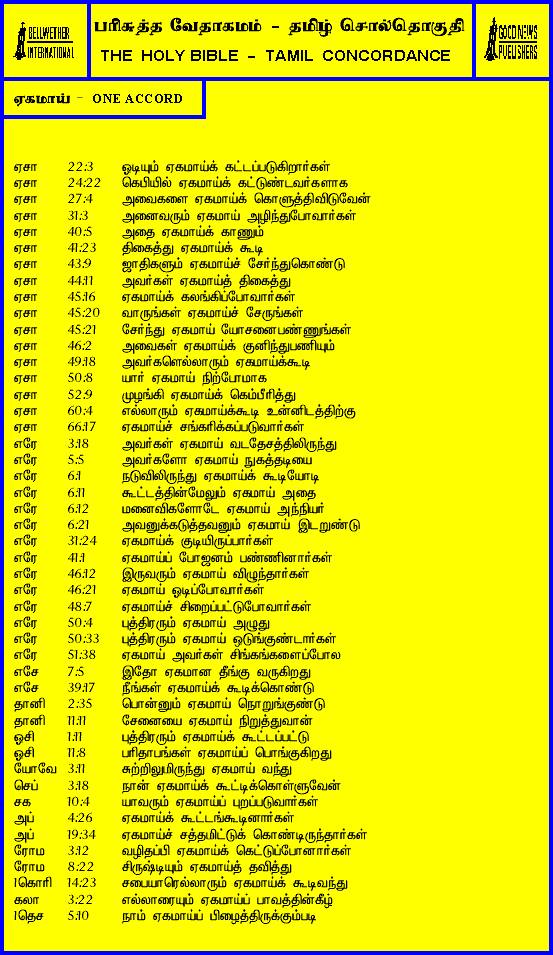 BELLWETHER
INTERNATIONAL
பரிசுத்த வேதாகமம் - தமிழ் சொல்தொகுதி
THE HOLY BIBLE - TAMIL CONCORDANCE
GOOD NEWS
PUBLISHERS
ஏகமாய் - ONE ACCORD
ஏசா 22:3 ஓடியும் ஏகமாய்க் கட்டப்படுகிறார்கள்
ஏசா 24:22 கெபியில் ஏகமாய்க் கட்டுண்டவர்களாக
ஏசா 27:4 அவைகளை ஏகமாய்க் கொளுத்திவிடுவேன்
ஏசா 31:3 அனைவரும் ஏகமாய் அழிந்துபோவார்கள்
ஏசா 40:5 அதை ஏகமாய்க் காணும்
ஏசா 41:23 திகைத்து ஏகமாய்க் கூடி
ஏசா 43:9 ஜாதிகளும் ஏகமாய்ச் சேர்ந்துகொண்டு
ஏசா 44:11 அவர்கள் ஏகமாய்த் திகைத்து
ஏசா 45:16 ஏகமாய்க் கலங்கிப்போவார்கள்
ஏசா 45:20 வாருங்கள் ஏகமாய்ச் சேருங்கள்
ஏசா 45:21 சேர்ந்து ஏகமாய் யோசனைபண்ணுங்கள்
ஏசா 46:2 அவைகள் ஏகமாய்க் குனிந்துபணியும்
ஏசா 49:18 அவர்களெல்லாரும் ஏகமாய்க்கூடி
ஏசா 50:8 யார் ஏகமாய் நிற்போமாக
ஏசா 52:9 முழங்கி ஏகமாய்க் கெம்பீரித்து
ஏசா 60:4 எல்லாரும் ஏகமாய்க்கூடி உன்னிடத்திற்கு
ஏசா 66:17 ஏகமாய்ச் சங்கரிக்கப்படுவார்கள்
எரே 3:18 அவர்கள் ஏகமாய் வடதேசத்திலிருந்து
எரே 5:5 அவர்களோ ஏகமாய் நுகத்தடியை
எரே 6:1 நடுவிலிருந்து ஏகமாய்க் கூடியோடி
எரே 6:11 கூட்டத்தின்மேலும் ஏகமாய் அதை
எரே 6:12 மனைவிகளோடே ஏகமாய் அந்நியர்
எரே 6:21 அவனுக்கடுத்தவனும் ஏகமாய் இடறுண்டு
எரே 31:24 ஏகமாய்க் குடியிருப்பார்கள்
எரே 41:1 ஏகமாய்ப் போஜனம் பண்ணினார்கள்
எரே 46:12 இருவரும் ஏகமாய் விழுந்தார்கள்
எரே 46:21 ஏகமாய் ஓடிப்போவார்கள்
எரே 48:7 ஏகமாய்ச் சிறைப்பட்டுபோவார்கள்
எரே 50:4 புத்திரரும் ஏகமாய் அழுது
எரே 50:33 புத்திரரும் ஏகமாய் ஒடுங்குண்டார்கள்
எரே 51:38 ஏகமாய் அவர்கள் சிங்கங்களைப்போல
எசே 7:5 இதோ ஏகமான தீங்கு வருகிறது
எசே 39:17 நீங்கள் ஏகமாய்க் கூடிக்கொண்டு
தானி 2:35 பொன்னும் ஏகமாய் நொறுங்குண்டு
தானி 11:11 சேனையை ஏகமாய் நிறுத்துவான்
ஓசி 1:11 புத்திரரும் ஏகமாய்க் கூட்டப்பட்டு
ஓசி 11:8 பரிதாபங்கள் ஏகமாய்ப் பொங்குகிறது
யோவே 3:11 சுற்றிலுமிருந்து ஏகமாய் வந்து
செப் 3:18 நான் ஏகமாய்க் கூட்டிக்கொள்ளுவேன்
சக 10:4 யாவரும் ஏகமாய்ப் புறப்படுவார்கள்
அப் 4:26 ஏகமாய்க் கூட்டங்கூடினார்கள்
அப் 19:34 ஏகமாய்ச் சத்தமிட்டுக் கொண்டிருந்தார்கள்
ரோம 3:12 வழிதப்பி ஏகமாய்க் கெட்டுப்போனார்கள்
ரோம 8:22 சிருஷ்டியும் ஏகமாய்த் தவித்து
1கொரி 14:23 சபையாரெல்லாரும் ஏகமாய்க் கூடிவந்து
கலா 3:22 எல்லாரையும் ஏகமாய்ப் பாவத்தின்கீழ்
1தெச 5:10 நாம் ஏகமாய்ப் பிழைத்திருக்கும்படி